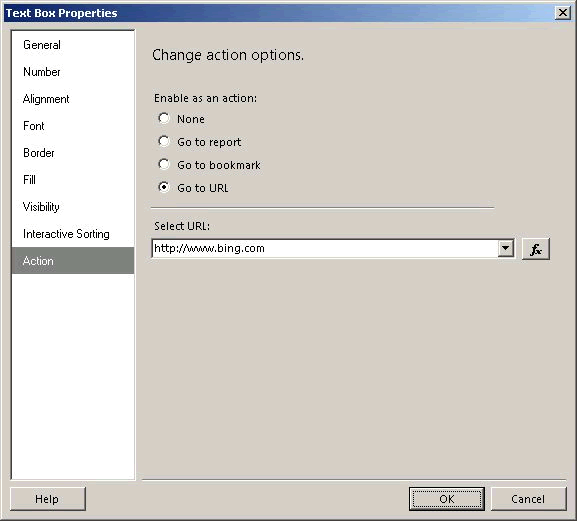 Text Box Properties
General
Number
Alignment
Font
Border
Fill
Visibility
Interactive Sorting
Action
Change action options.
Enable as an action:
None
Go to report
Go to bookmark
Go to URL
Select URL:
http://www.bing.com
fx
Help
OK
Cancel